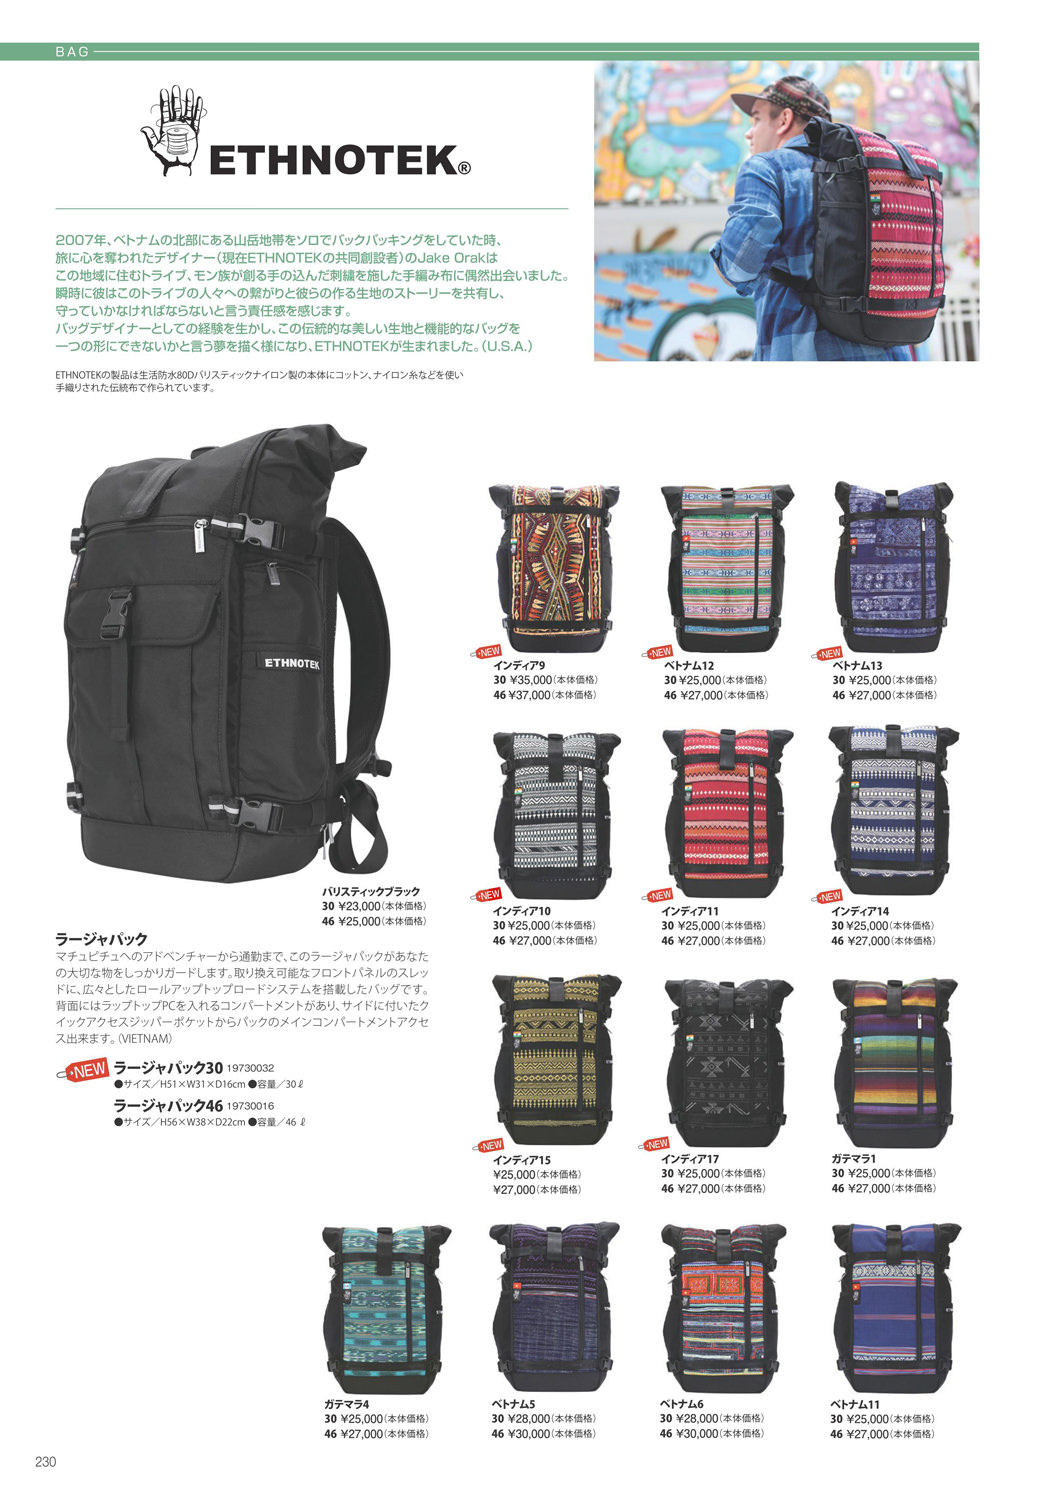 BAG
ETHNOTEK®
2007年、ベトナムの北部にある山岳地帯をソロでバックパッキングをしていた時、
旅に心を奪われたデザイナー（現在ETHNOTEKの共同創設者）のJake Orakは
この地域に住むトライブ、モン族が創る手の込んだ刺繍を施した手編み布に偶然出会いました。
瞬時に彼はこのトライブの人々への繋がりと彼らの作る生地のストーリーを共有し、
守っていかなければならないと言う責任感を感じます。
バッグデザイナーとしての経験を生かし、この伝統的な美しい生地と機能的なバッグを
一つの形にできないかと言う夢を描く様になり、ETHNOTEKが生まれました。（U.S.A.）
ETHNOTEKの製品は生活防水80Dバリスティックナイロン製の本体にコットン、ナイロン糸などを使い
手織りされた伝統布で作られています。
ETHNOTEK
バリスティックブラック
30 ¥23,000（本体価格）
46 ¥25,000（本体価格）
ラージャパック
マチュピチュへのアドベンチャーから通勤まで、このラージャパックがあなた
の大切な物をしっかりガードします。取り換え可能なフロントパネルのスレッ
ドに、広々としたロールアップトップロードシステムを搭載したバッグです。
背面にはラップトップPCを入れるコンパートメントがあり、サイドに付いたク
イックアクセスジッパーポケットからパックのメインコンパートメントアクセ
ス出来ます。（VIETNAM）
NEW ラージャパック30 19730032
●サイズ／H51×W31×D16cm ●容量／30ℓ
ラージャパック46 19730016
●サイズ／H56×W38×D22cm ●容量／46 ℓ
NEW
インディア9
30 ¥35,000（本体価格）
46 ¥37,000（本体価格）
NEW
ベトナム12
30 ¥25,000（本体価格）
46 ¥27,000（本体価格）
NEW
ベトナム13
30 ¥25,000（本体価格）
46 ¥27,000（本体価格）
NEW
インディア10
30 ¥25,000（本体価格）
46 ¥27,000（本体価格）
NEW
インディア11
30 ¥25,000（本体価格）
46 ¥27,000（本体価格）
NEW
インディア14
30 ¥25,000（本体価格）
46 ¥27,000（本体価格）
NEW
インディア15
¥25,000（本体価格）
¥27,000（本体価格）
NEW
インディア17
30 ¥25,000（本体価格）
46 ¥27,000（本体価格）
ガテマラ1
30 ¥25,000（本体価格）
46 ¥27,000（本体価格）
ガテマラ4
30 ¥25,000（本体価格）
46 ¥27,000（本体価格）
ベトナム5
30 ¥28,000（本体価格）
46 ¥30,000（本体価格）
ベトナム6
30 ¥28,000（本体価格）
46 ¥30,000（本体価格）
ベトナム11
30 ¥25,000（本体価格）
46 ¥27,000（本体価格）
230